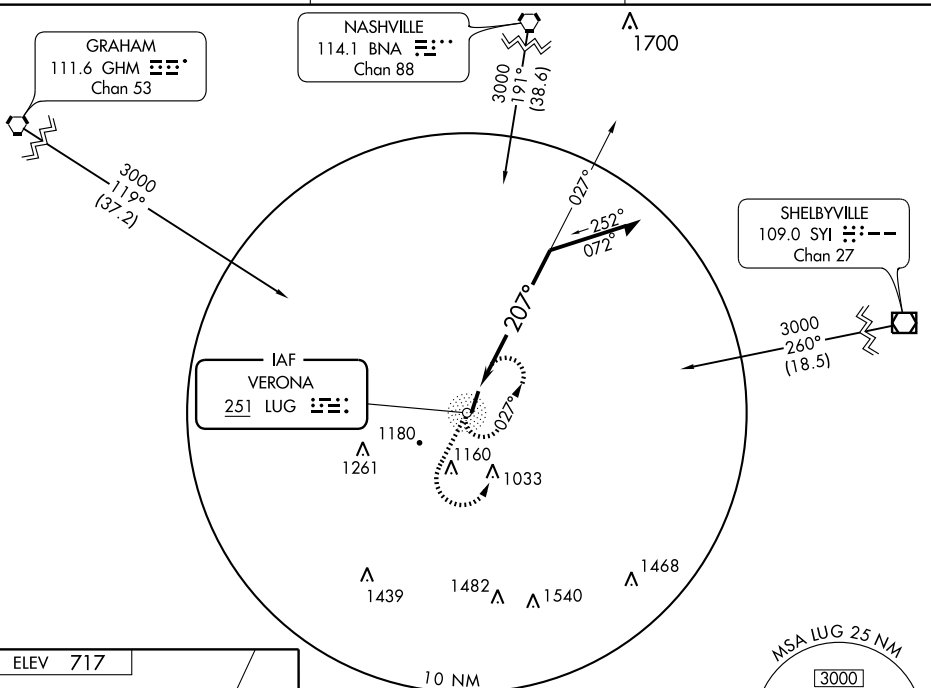 NASHVILLE
114.1 BNA
Chan 88
1700
GRAHAM
111.6 GHM
Chan 53
3000
191°
(38.6)
3000
119°
(37.2)
027°
252°
072°
207°
SHELBYVILLE
109.0 SYI
Chan 27
3000
260°
(18.5)
IAF
VERONA
251 LUG
027°
1180
1261
1160
1033
1439
1482
1540
1468
10 NM
ELEV 717
MSA LUG 25 NM
3000